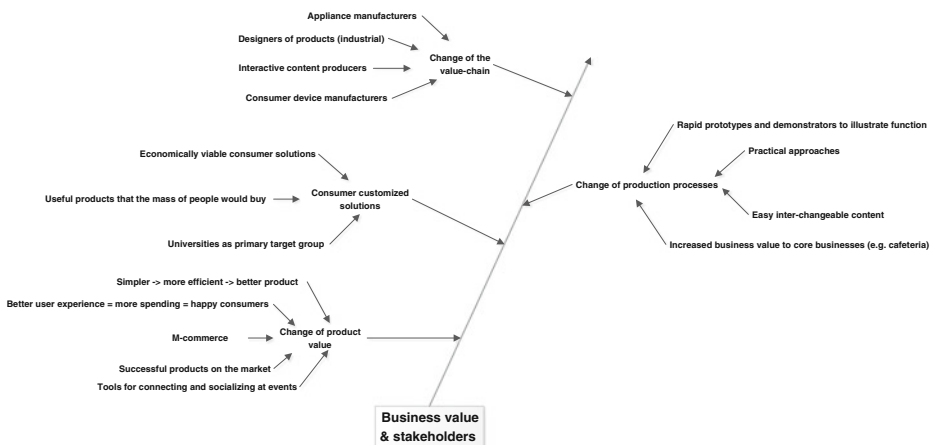 Appliance manufacturers
Designers of products (industrial)
Interactive content producers
Consumer device manufacturers
Change of the
value-chain
Rapid prototypes and demonstrators to illustrate function
Practical approaches
Change of production processes
Easy inter-changeable content
Increased business value to core businesses (e.g. cafeteria)
Economically viable consumer solutions
Useful products that the mass of people would buy
Universities as primary target group
Consumer customized
solutions
Simpler -> more efficient -> better product
Better user experience = more spending = happy consumers
M-commerce
Successful products on the market
Tools for connecting and socializing at events
Change of product
value
Business value
& stakeholders